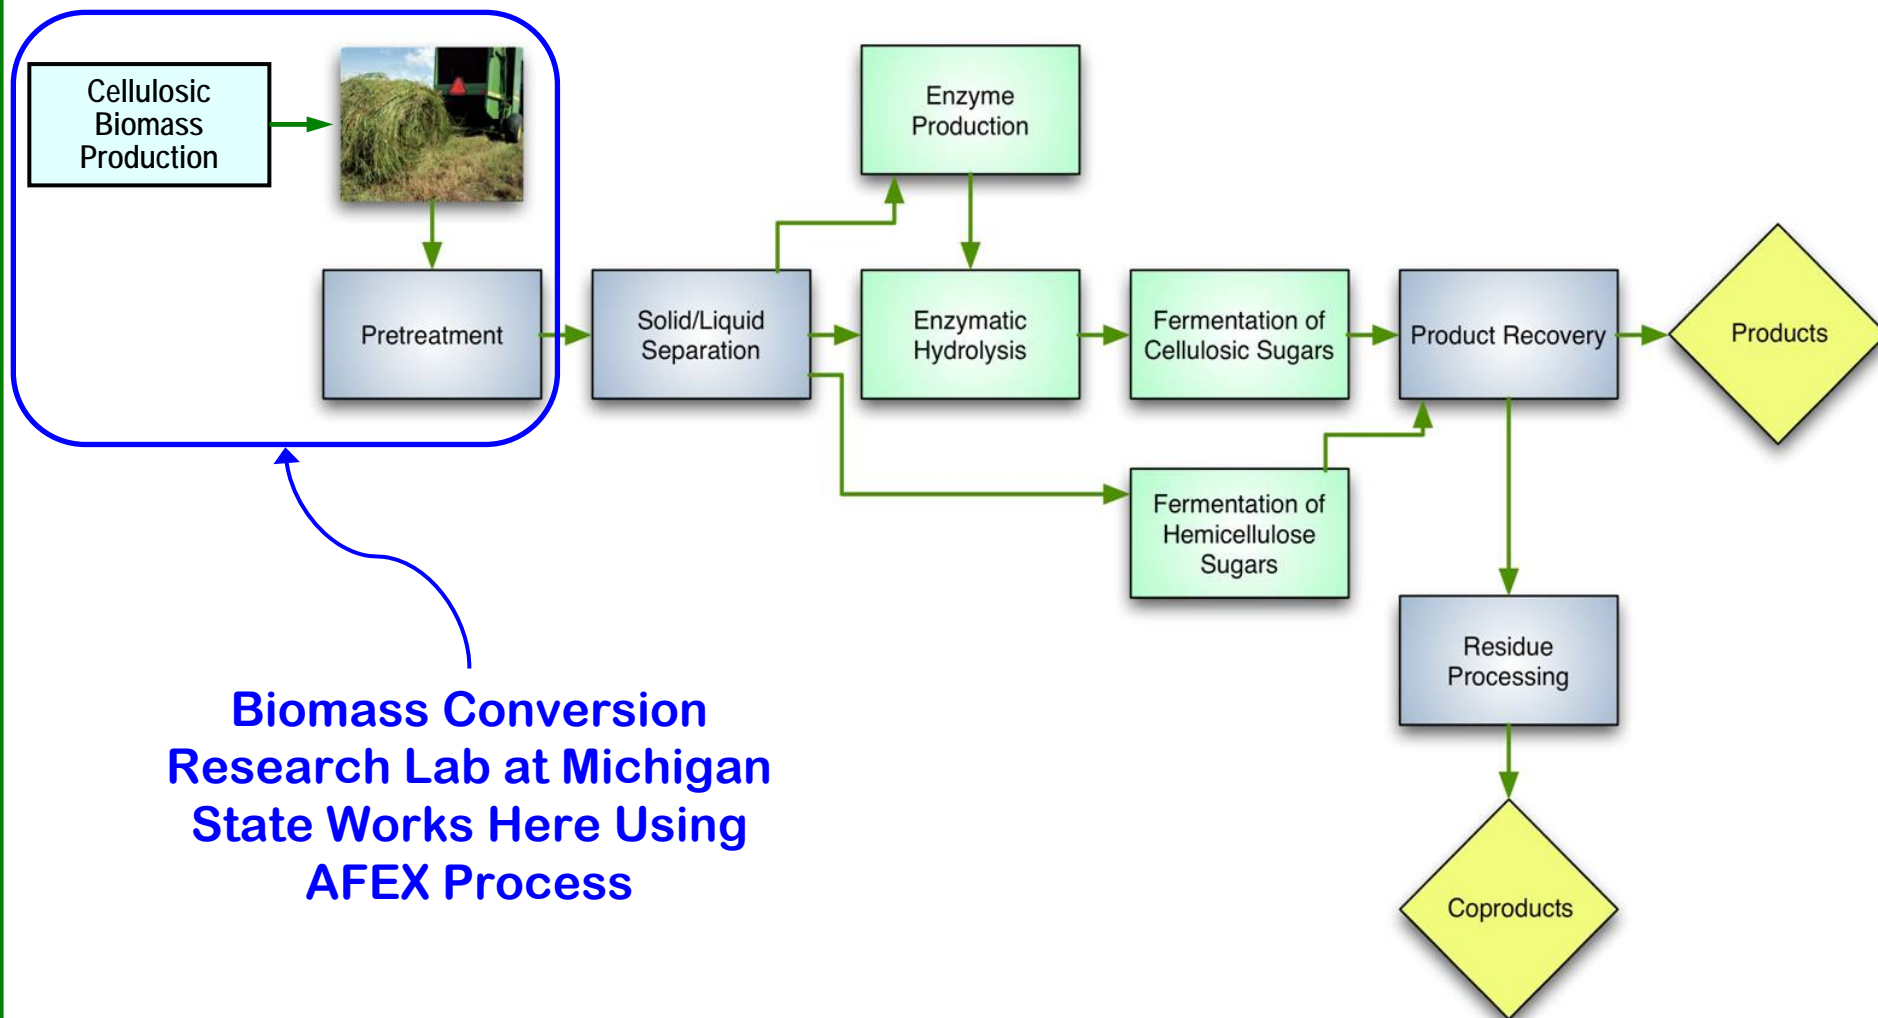 Cellulosic
Biomass
Production
Enzyme
Production
Pretreatment
Solid/Liquid
Separation
Enzymatic
Hydrolysis
Fermentation of
Cellulosic Sugars
Product Recovery
Products
Fermentation of
Hemicellulose
Sugars
Residue
Processing
Coproducts
Biomass Conversion
Research Lab at Michigan
State Works Here Using
AFEX Process